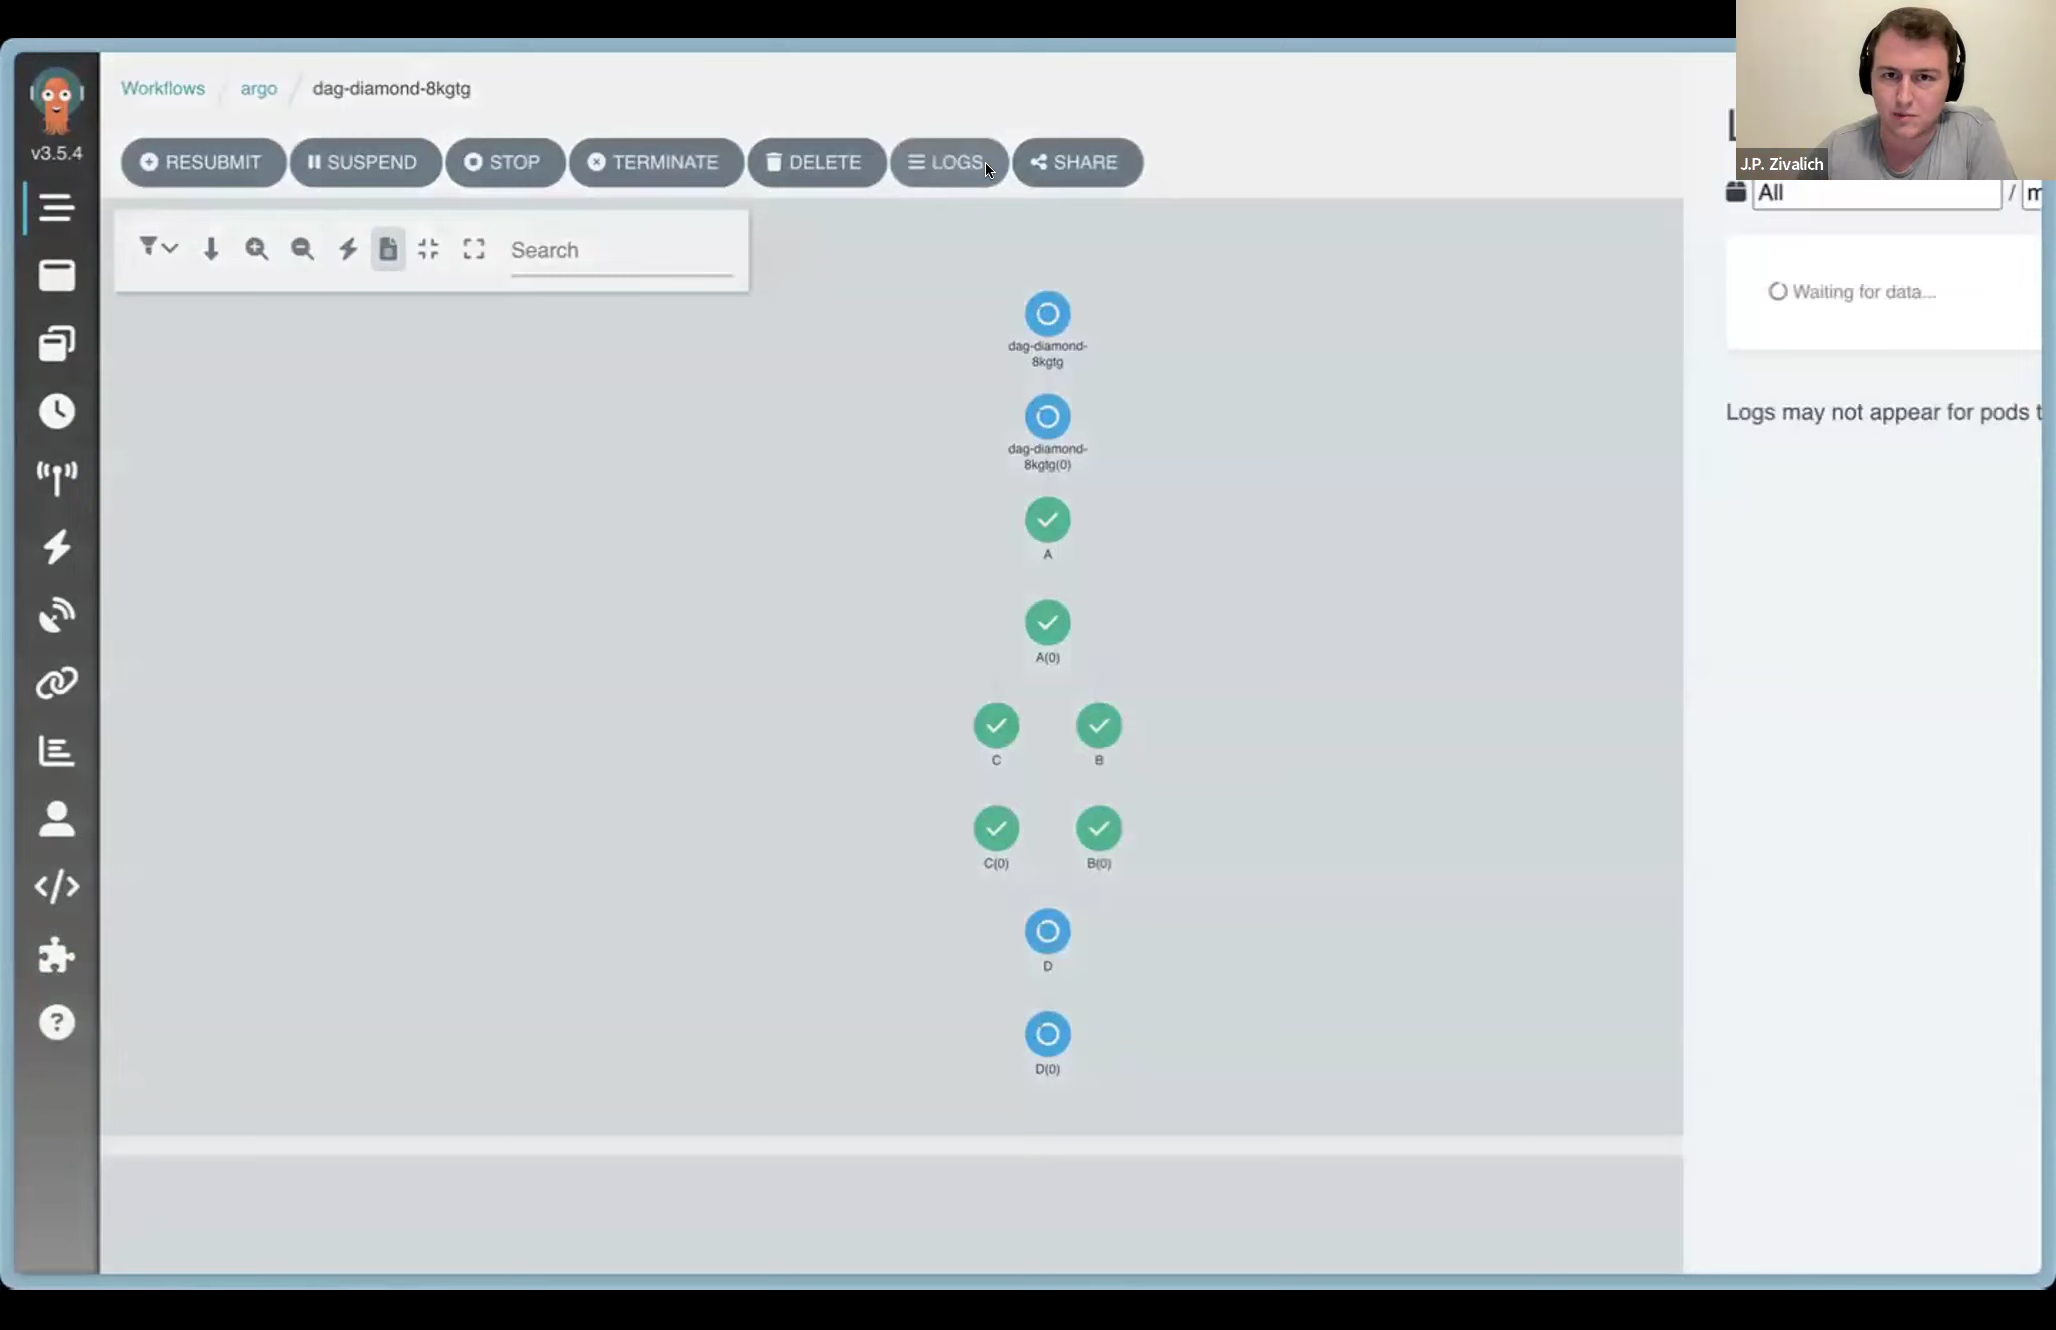 Workflows / argo / dag-diamond-8kgtg
v3.5.4
RESUBMIT SUSPEND STOP TERMINATE DELETE LOGS SHARE
J.P. Zivalich
All / m
Search
Waiting for data...
dag-diamond-
8kgtg
Logs may not appear for pods t
dag-diamond-
8kgtg(0)
A
A(0)
C B
C(0) B(0)
D
D(0)